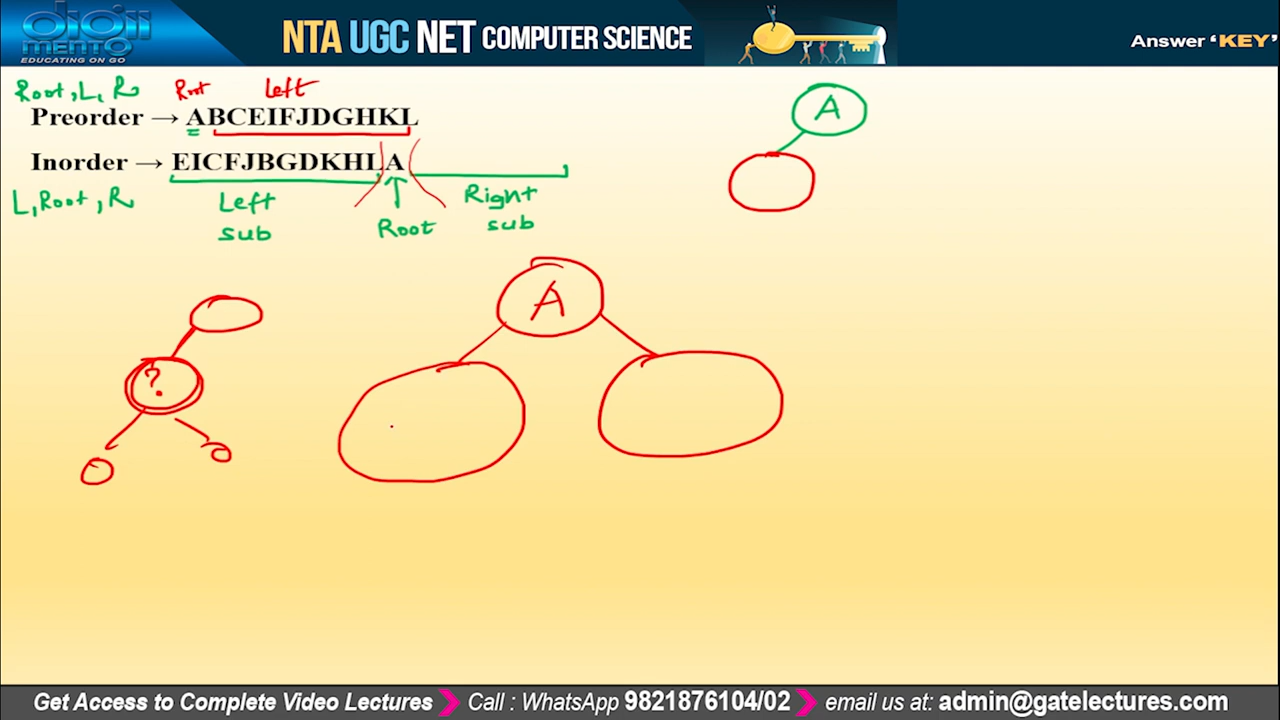 didii
MENTO
EDUCATING ON GO
NTA UGC NET COMPUTER SCIENCE
Answer ‘KEY’
Root, L, R Root Left
Preorder → ABCEIFJDGHKL
Inorder → EICFJBGDKHLA
L, Root, R Left sub Root Right sub
A
A
?
Get Access to Complete Video Lectures Call : WhatsApp 9821876104/02 email us at: admin@gatelectures.com